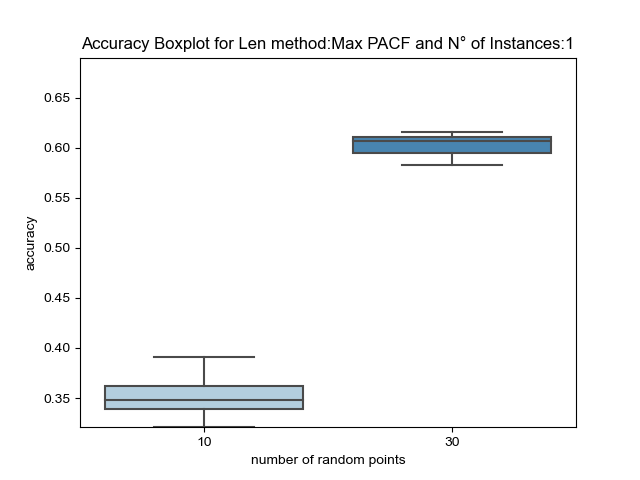 Accuracy Boxplot for Len method:Max PACF and N° of Instances:1
0.65
0.60
0.55
0.50
0.45
0.40
0.35
accuracy
10 30
number of random points